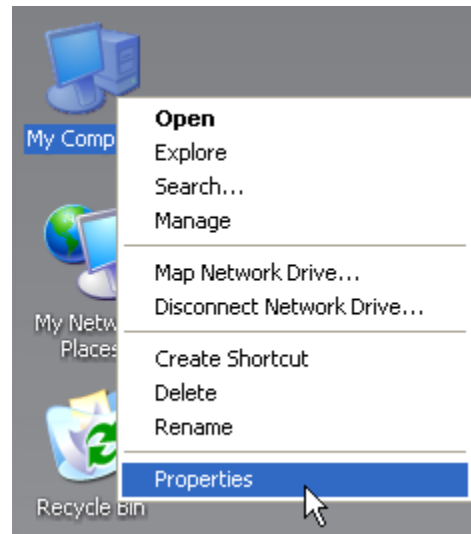 My Comp
Open
Explore
Search...
Manage
Map Network Drive...
Disconnect Network Drive...
My Netw
Places
Create Shortcut
Delete
Rename
Properties
Recycle Bin